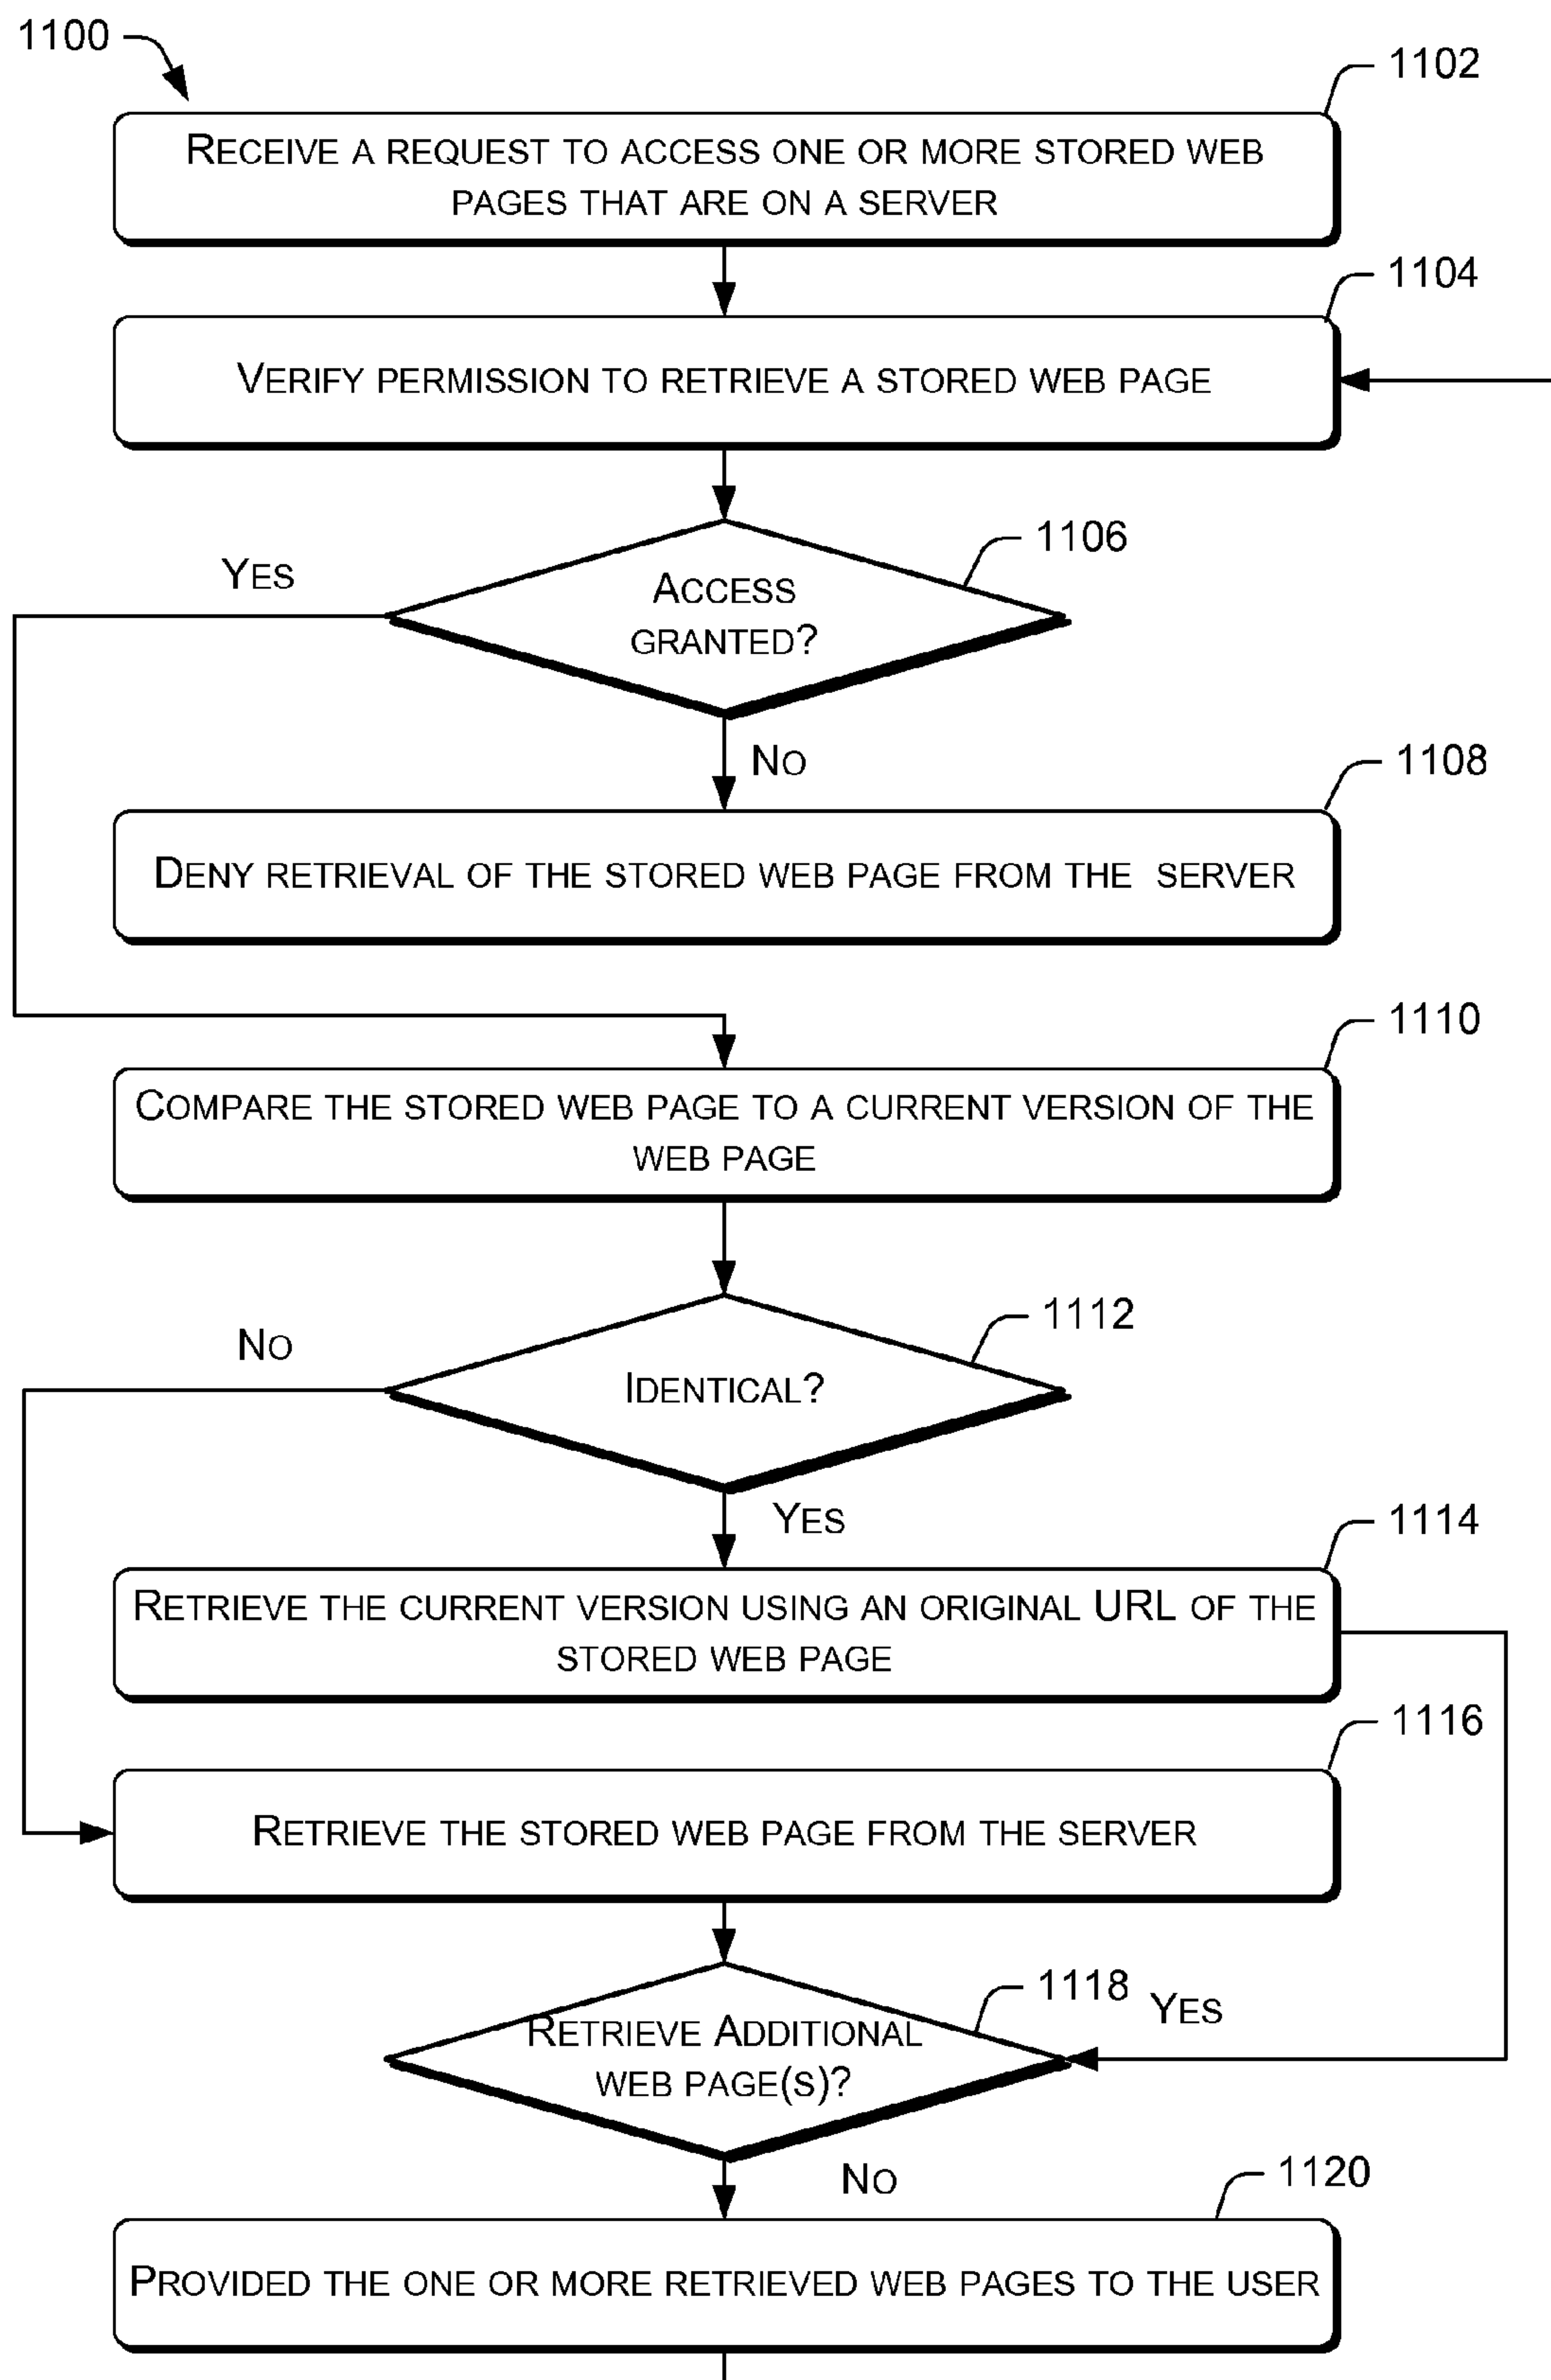 1100
1102
RECEIVE A REQUEST TO ACCESS ONE OR MORE STORED WEB
PAGES THAT ARE ON A SERVER
1104
VERIFY PERMISSION TO RETRIEVE A STORED WEB PAGE
1106
YES
ACCESS
GRANTED?
NO
1108
DENY RETRIEVAL OF THE STORED WEB PAGE FROM THE SERVER
1110
COMPARE THE STORED WEB PAGE TO A CURRENT VERSION OF THE
WEB PAGE
1112
NO
IDENTICAL?
YES
1114
RETRIEVE THE CURRENT VERSION USING AN ORIGINAL URL OF THE
STORED WEB PAGE
1116
RETRIEVE THE STORED WEB PAGE FROM THE SERVER
1118
YES
RETRIEVE ADDITIONAL
WEB PAGE(S)?
NO
1120
PROVIDED THE ONE OR MORE RETRIEVED WEB PAGES TO THE USER